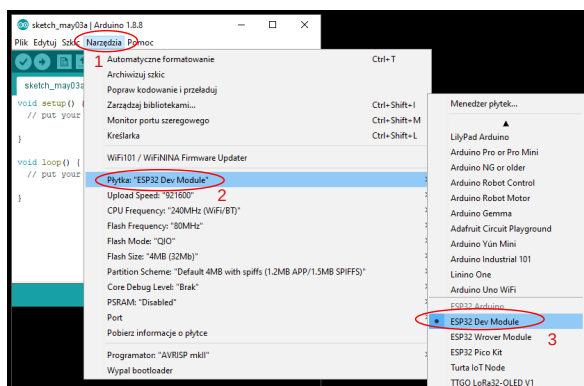 sketch_may03a | Arduino 1.8.8
Plik Edytuj Szkic Narzędzia Pomoc
1
sketch_may03a
void setup() {
// put your
}
void loop() {
// put your
}
Automatyczne formatowanie Ctrl+T
Archiwizuj szkic
Popraw kodowanie i przeładuj
Zarządzaj bibliotekami... Ctrl+Shift+I
Monitor portu szeregowego Ctrl+Shift+M
Kreślarka Ctrl+Shift+L
WiFi101 / WiFiNINA Firmware Updater
Płytka: "ESP32 Dev Module"
2
Upload Speed: "921600"
CPU Frequency: "240MHz (WiFi/BT)"
Flash Frequency: "80MHz"
Flash Mode: "QIO"
Flash Size: "4MB (32Mb)"
Partition Scheme: "Default 4MB with spiffs (1.2MB APP/1.5MB SPIFFS)"
Core Debug Level: "Brak"
PSRAM: "Disabled"
Port
Pobierz informacje o płytce
Programator: "AVRISP mkII"
Wypal bootloader
Menedżer płytek...
LilyPad Arduino
Arduino Pro or Pro Mini
Arduino NG or older
Arduino Robot Control
Arduino Robot Motor
Arduino Gemma
Adafruit Circuit Playground
Arduino Yún Mini
Arduino Industrial 101
Linino One
Arduino Uno WiFi
ESP32 Arduino
ESP32 Dev Module
ESP32 Wrover Module
3
ESP32 Pico Kit
Turta IoT Node
TTGO LoRa32-OLED V1